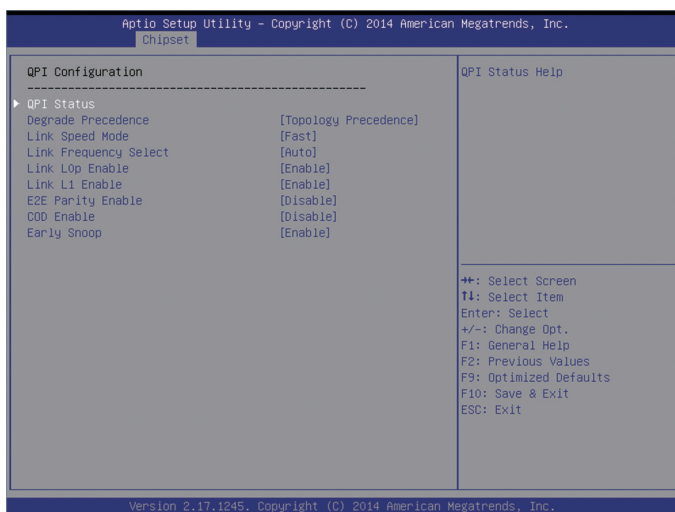 Aptio Setup Utility – Copyright (C) 2014 American Megatrends, Inc.
Chipset
QPI Configuration
--------------------------------------------------
QPI Status
Degrade Precedence [Topology Precedence]
Link Speed Mode [Fast]
Link Frequency Select [Auto]
Link L0p Enable [Enable]
Link L1 Enable [Enable]
E2E Parity Enable [Disable]
COD Enable [Disable]
Early Snoop [Enable]
QPI Status Help
→←: Select Screen
↑↓: Select Item
Enter: Select
+/-: Change Opt.
F1: General Help
F2: Previous Values
F9: Optimized Defaults
F10: Save & Exit
ESC: Exit
Version 2.17.1245. Copyright (C) 2014 American Megatrends, Inc.